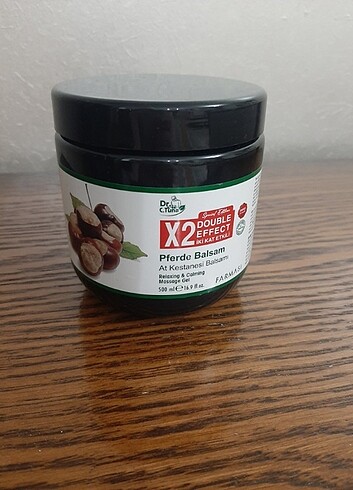 Dr.
C.Tuna
Special Edition
X2 DOUBLE
EFFECT
İKİ KAT ETKİLİ
Pferde Balsam
At Kestanesi Balsamı
Relaxing & Calming
Massage Gel
500 ml ℮ 16.9 fl. oz.
FARMASİ